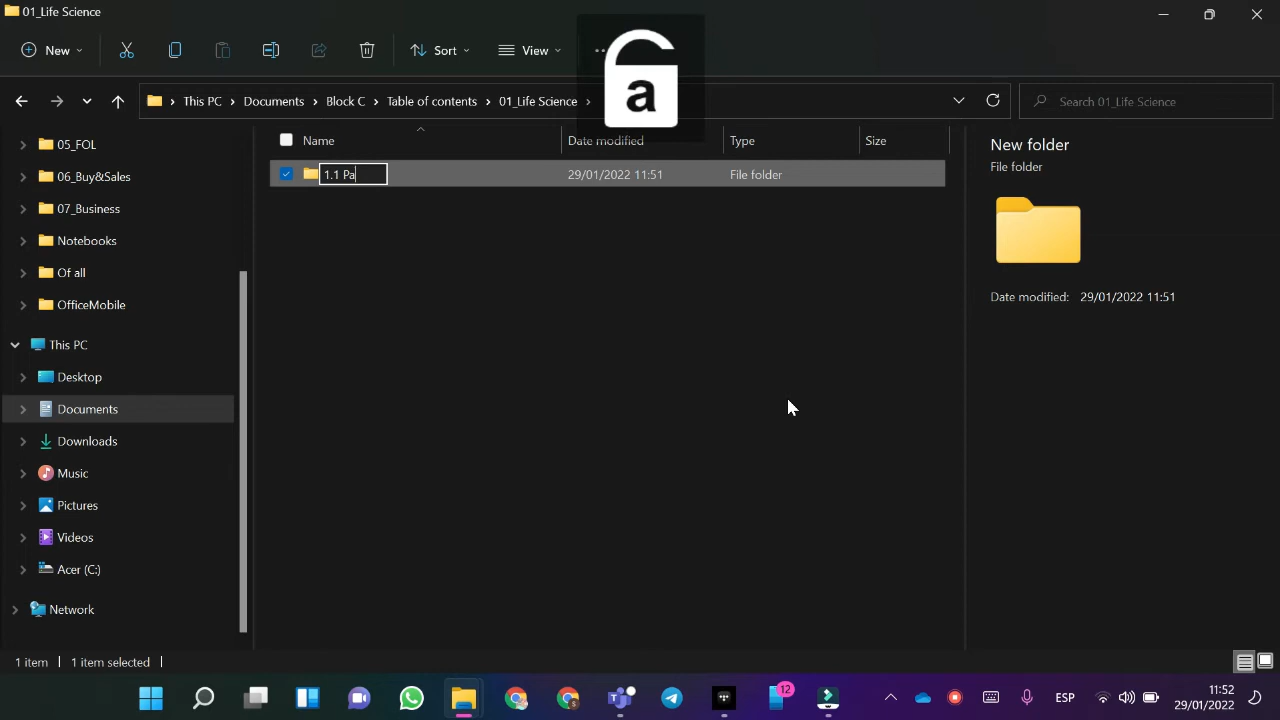 01_Life Science
New
Sort
View
a
This PC
Documents
Block C
Table of contents
01_Life Science
Search 01_Life Science
Name
Date modified
Type
Size
1.1 Pa
29/01/2022 11:51
File folder
New folder
File folder
Date modified: 29/01/2022 11:51
05_FOL
06_Buy&Sales
07_Business
Notebooks
Of all
OfficeMobile
This PC
Desktop
Documents
Downloads
Music
Pictures
Videos
Acer (C:)
Network
1 item
1 item selected
12
ESP
11:52
29/01/2022